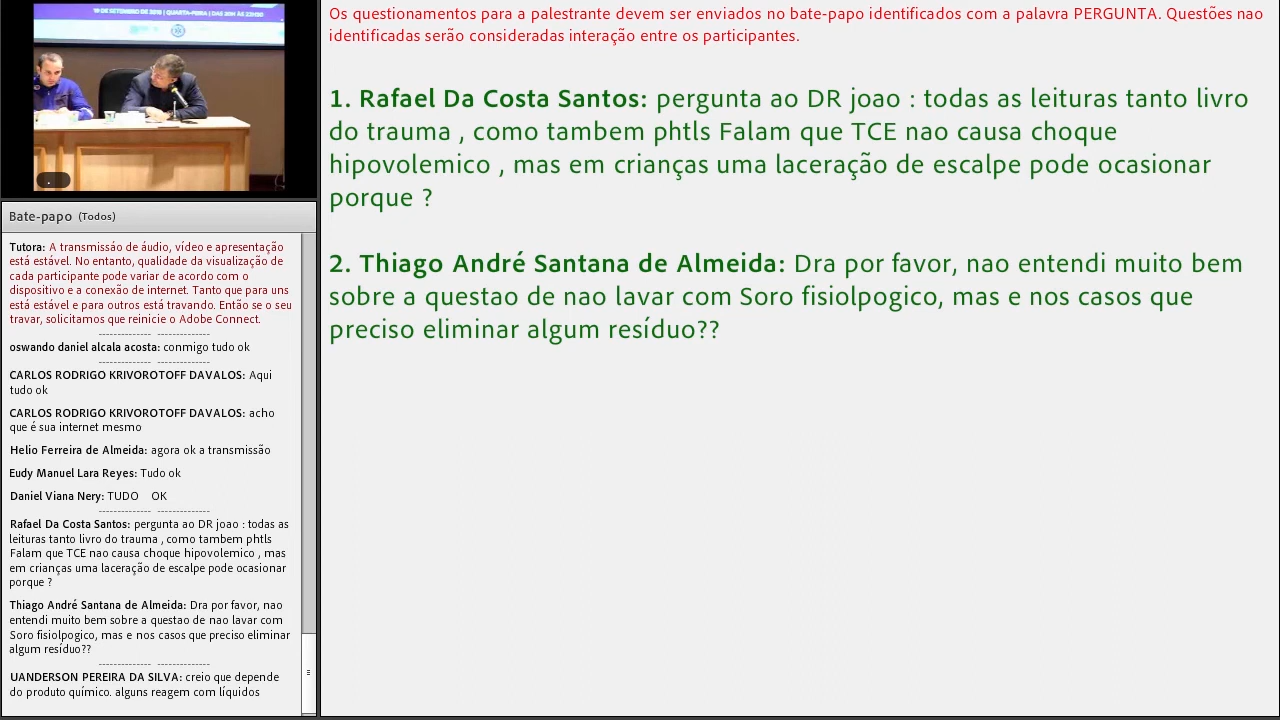 19 DE SETEMBRO DE 2018 | QUARTA-FEIRA | DAS 20H ÀS 21H30
Bate-papo (Todos)
Tutora: A transmissão de áudio, vídeo e apresentação
está estável. No entanto, qualidade da visualização de
cada participante pode variar de acordo com o
dispositivo e a conexão de internet. Tanto que para uns
está estável e para outros está travando. Então se o seu
travar, solicitamos que reinicie o Adobe Connect.
-------------- --------------
oswando daniel alcala acosta: conmigo tudo ok
-------------- --------------
CARLOS RODRIGO KRIVOROTOFF DAVALOS: Aqui
tudo ok
CARLOS RODRIGO KRIVOROTOFF DAVALOS: acho
que é sua internet mesmo
Helio Ferreira de Almeida: agora ok a transmissão
Eudy Manuel Lara Reyes: Tudo ok
Daniel Viana Nery: TUDO OK
-------------- --------------
Rafael Da Costa Santos: pergunta ao DR joao : todas as
leituras tanto livro do trauma , como tambem phtls
Falam que TCE nao causa choque hipovolemico , mas
em crianças uma laceração de escalpe pode ocasionar
porque ?
Thiago André Santana de Almeida: Dra por favor, nao
entendi muito bem sobre a questao de nao lavar com
Soro fisiolpogico, mas e nos casos que preciso eliminar
algum resíduo??
-------------- --------------
UANDERSON PEREIRA DA SILVA: creio que depende
do produto químico. alguns reagem com líquidos
Os questionamentos para a palestrante devem ser enviados no bate-papo identificados com a palavra PERGUNTA. Questões nao
identificadas serão consideradas interação entre os participantes.
1. Rafael Da Costa Santos: pergunta ao DR joao : todas as leituras tanto livro
do trauma , como tambem phtls Falam que TCE nao causa choque
hipovolemico , mas em crianças uma laceração de escalpe pode ocasionar
porque ?
2. Thiago André Santana de Almeida: Dra por favor, nao entendi muito bem
sobre a questao de nao lavar com Soro fisiolpogico, mas e nos casos que
preciso eliminar algum resíduo??